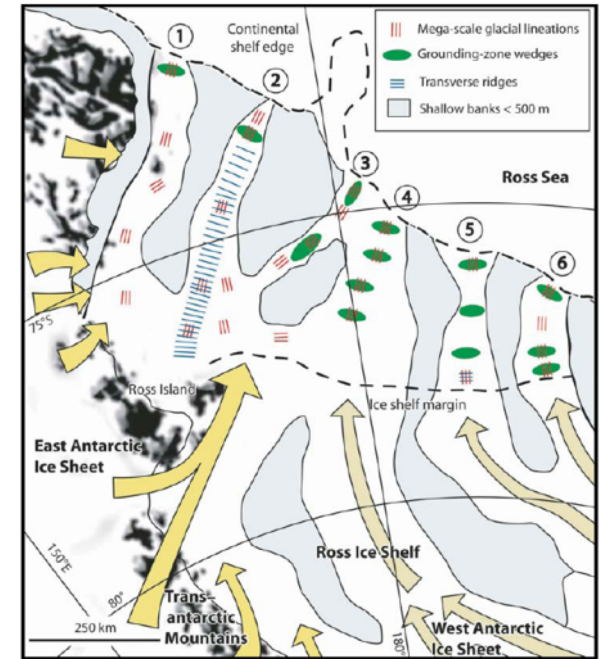 1
Continental
shelf edge
2
Mega-scale glacial lineations
Grounding-zone wedges
Transverse ridges
Shallow banks < 500 m
Ross Sea
3
4
5
6
75°S
Ross Island
Ice shelf margin
East Antarctic
Ice Sheet
Ross Ice Shelf
150°E
80°
Trans–
antarctic
Mountains
250 km
180°
West Antarctic
Ice Sheet